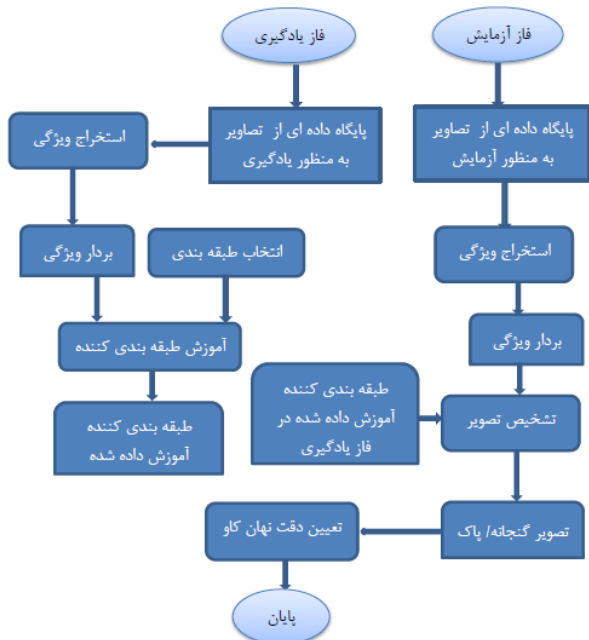 فاز آزمایش
فاز یادگیری
پایگاه داده ای از تصاویر
به منظور آزمایش
پایگاه داده ای از تصاویر
به منظور یادگیری
استخراج ویژگی
استخراج ویژگی
بردار ویژگی
انتخاب طبقه بندی
بردار ویژگی
آموزش طبقه بندی کننده
طبقه بندی کننده
آموزش داده شده در
فاز یادگیری
تشخیص تصویر
طبقه بندی کننده
آموزش داده شده
تصویر گنجانه/ پاک
تعیین دقت نهان کاو
پایان